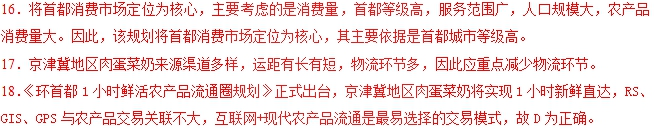 16．将首都消费市场定位为核心，主要考虑的是消费量，首都等级高，服务范围广，人口规模大，农产品
消费量大。因此，该规划将首都消费市场定位为核心，其主要依据是首都城市等级高。
17．京津冀地区肉蛋菜奶来源渠道多样，运距有长有短，物流环节多，因此应重点减少物流环节。
18.《环首都 1 小时鲜活农产品流通圈规划》正式出台，京津冀地区肉蛋菜奶将实现 1 小时新鲜直达，RS、
GIS、GPS 与农产品交易关联不大，互联网+现代农产品流通是最易选择的交易模式，故 D 为正确。